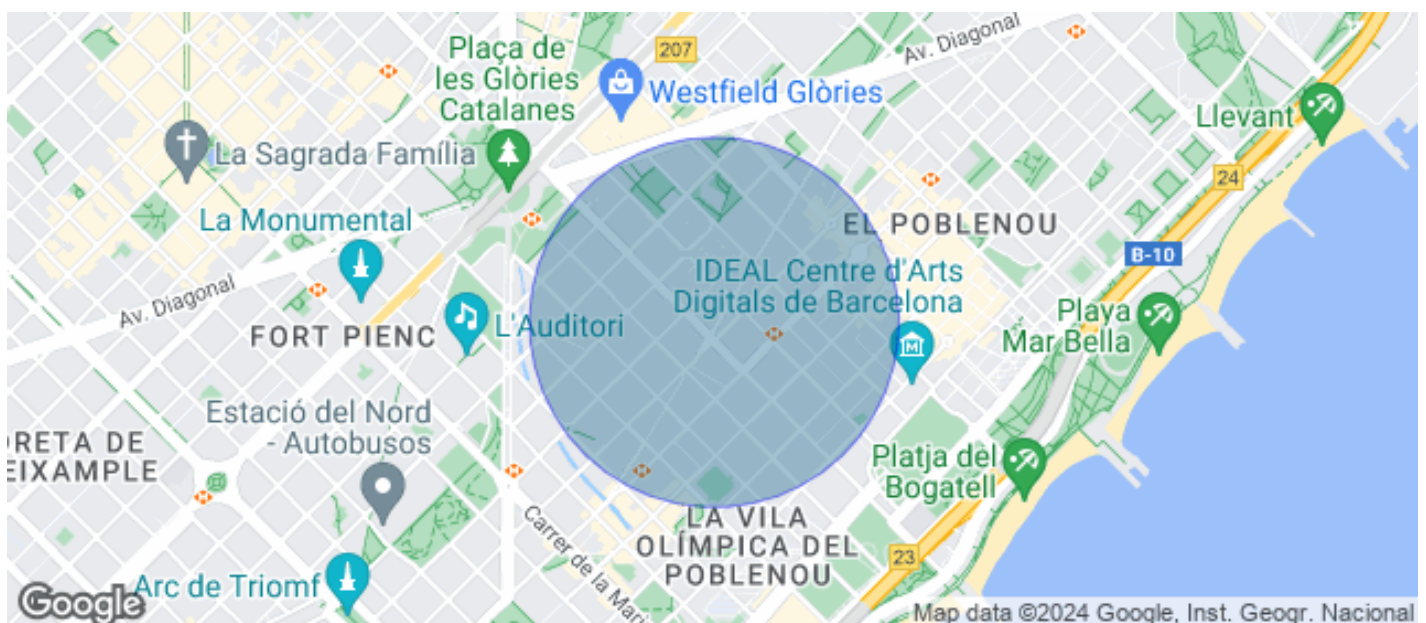 207
Av. Diagonal
Plaça de
les Glòries
Catalanes
Westfield Glòries
Llevant
La Sagrada Família
24
La Monumental
EL POBLENOU
B-10
IDEAL Centre d'Arts
Digitals de Barcelona
Av. Diagonal
Playa
Mar Bella
FORT PIENC
L'Auditori
Estació del Nord
- Autobusos
DRETA DE
EIXAMPLE
Platja del
Bogatell
LA VILA
OLÍMPICA DEL
POBLENOU
Carrer de la Mari
23
Arc de Triomf
Google
Map data ©2024 Google, Inst. Geogr. Nacional